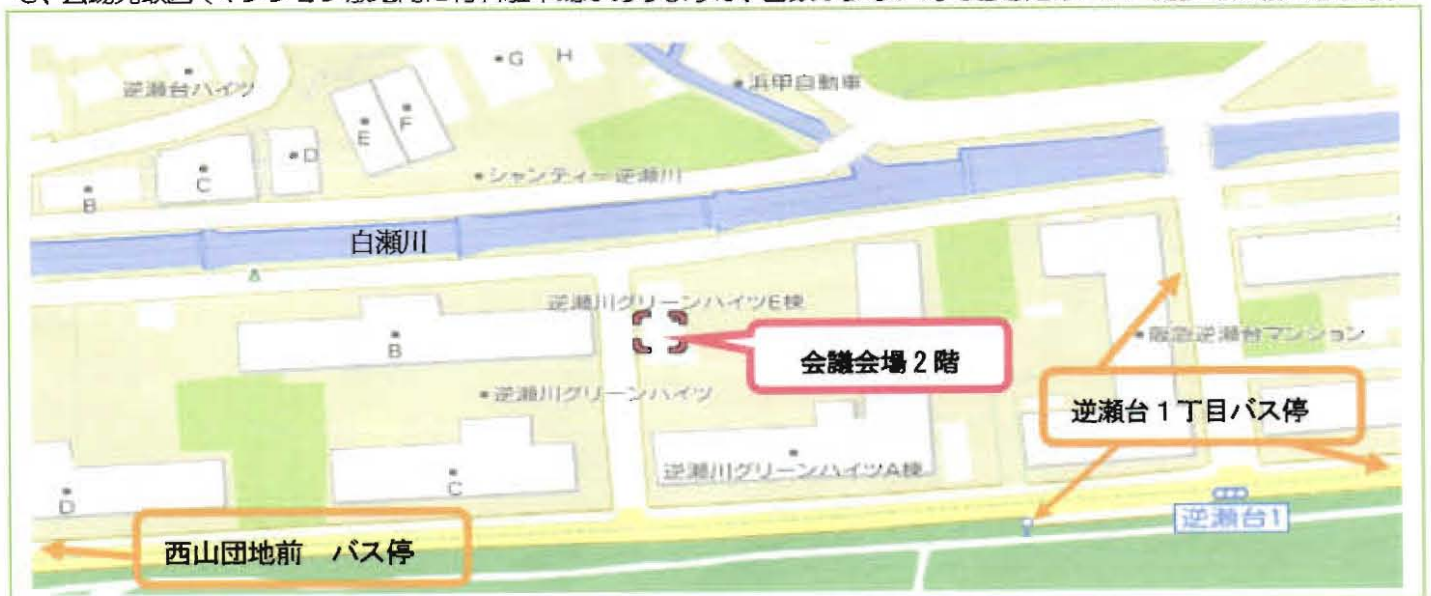 逆瀬台ハイツ
G
H
浜甲自動車
E
F
D
C
B
シャンティー逆瀬川
白瀬川
逆瀬川グリーンハイツE棟
B
会議会場2階
阪急逆瀬台マンション
逆瀬川グリーンハイツ
逆瀬台1丁目バス停
逆瀬川グリーンハイツA棟
C
D
逆瀬台1
西山団地前 バス停